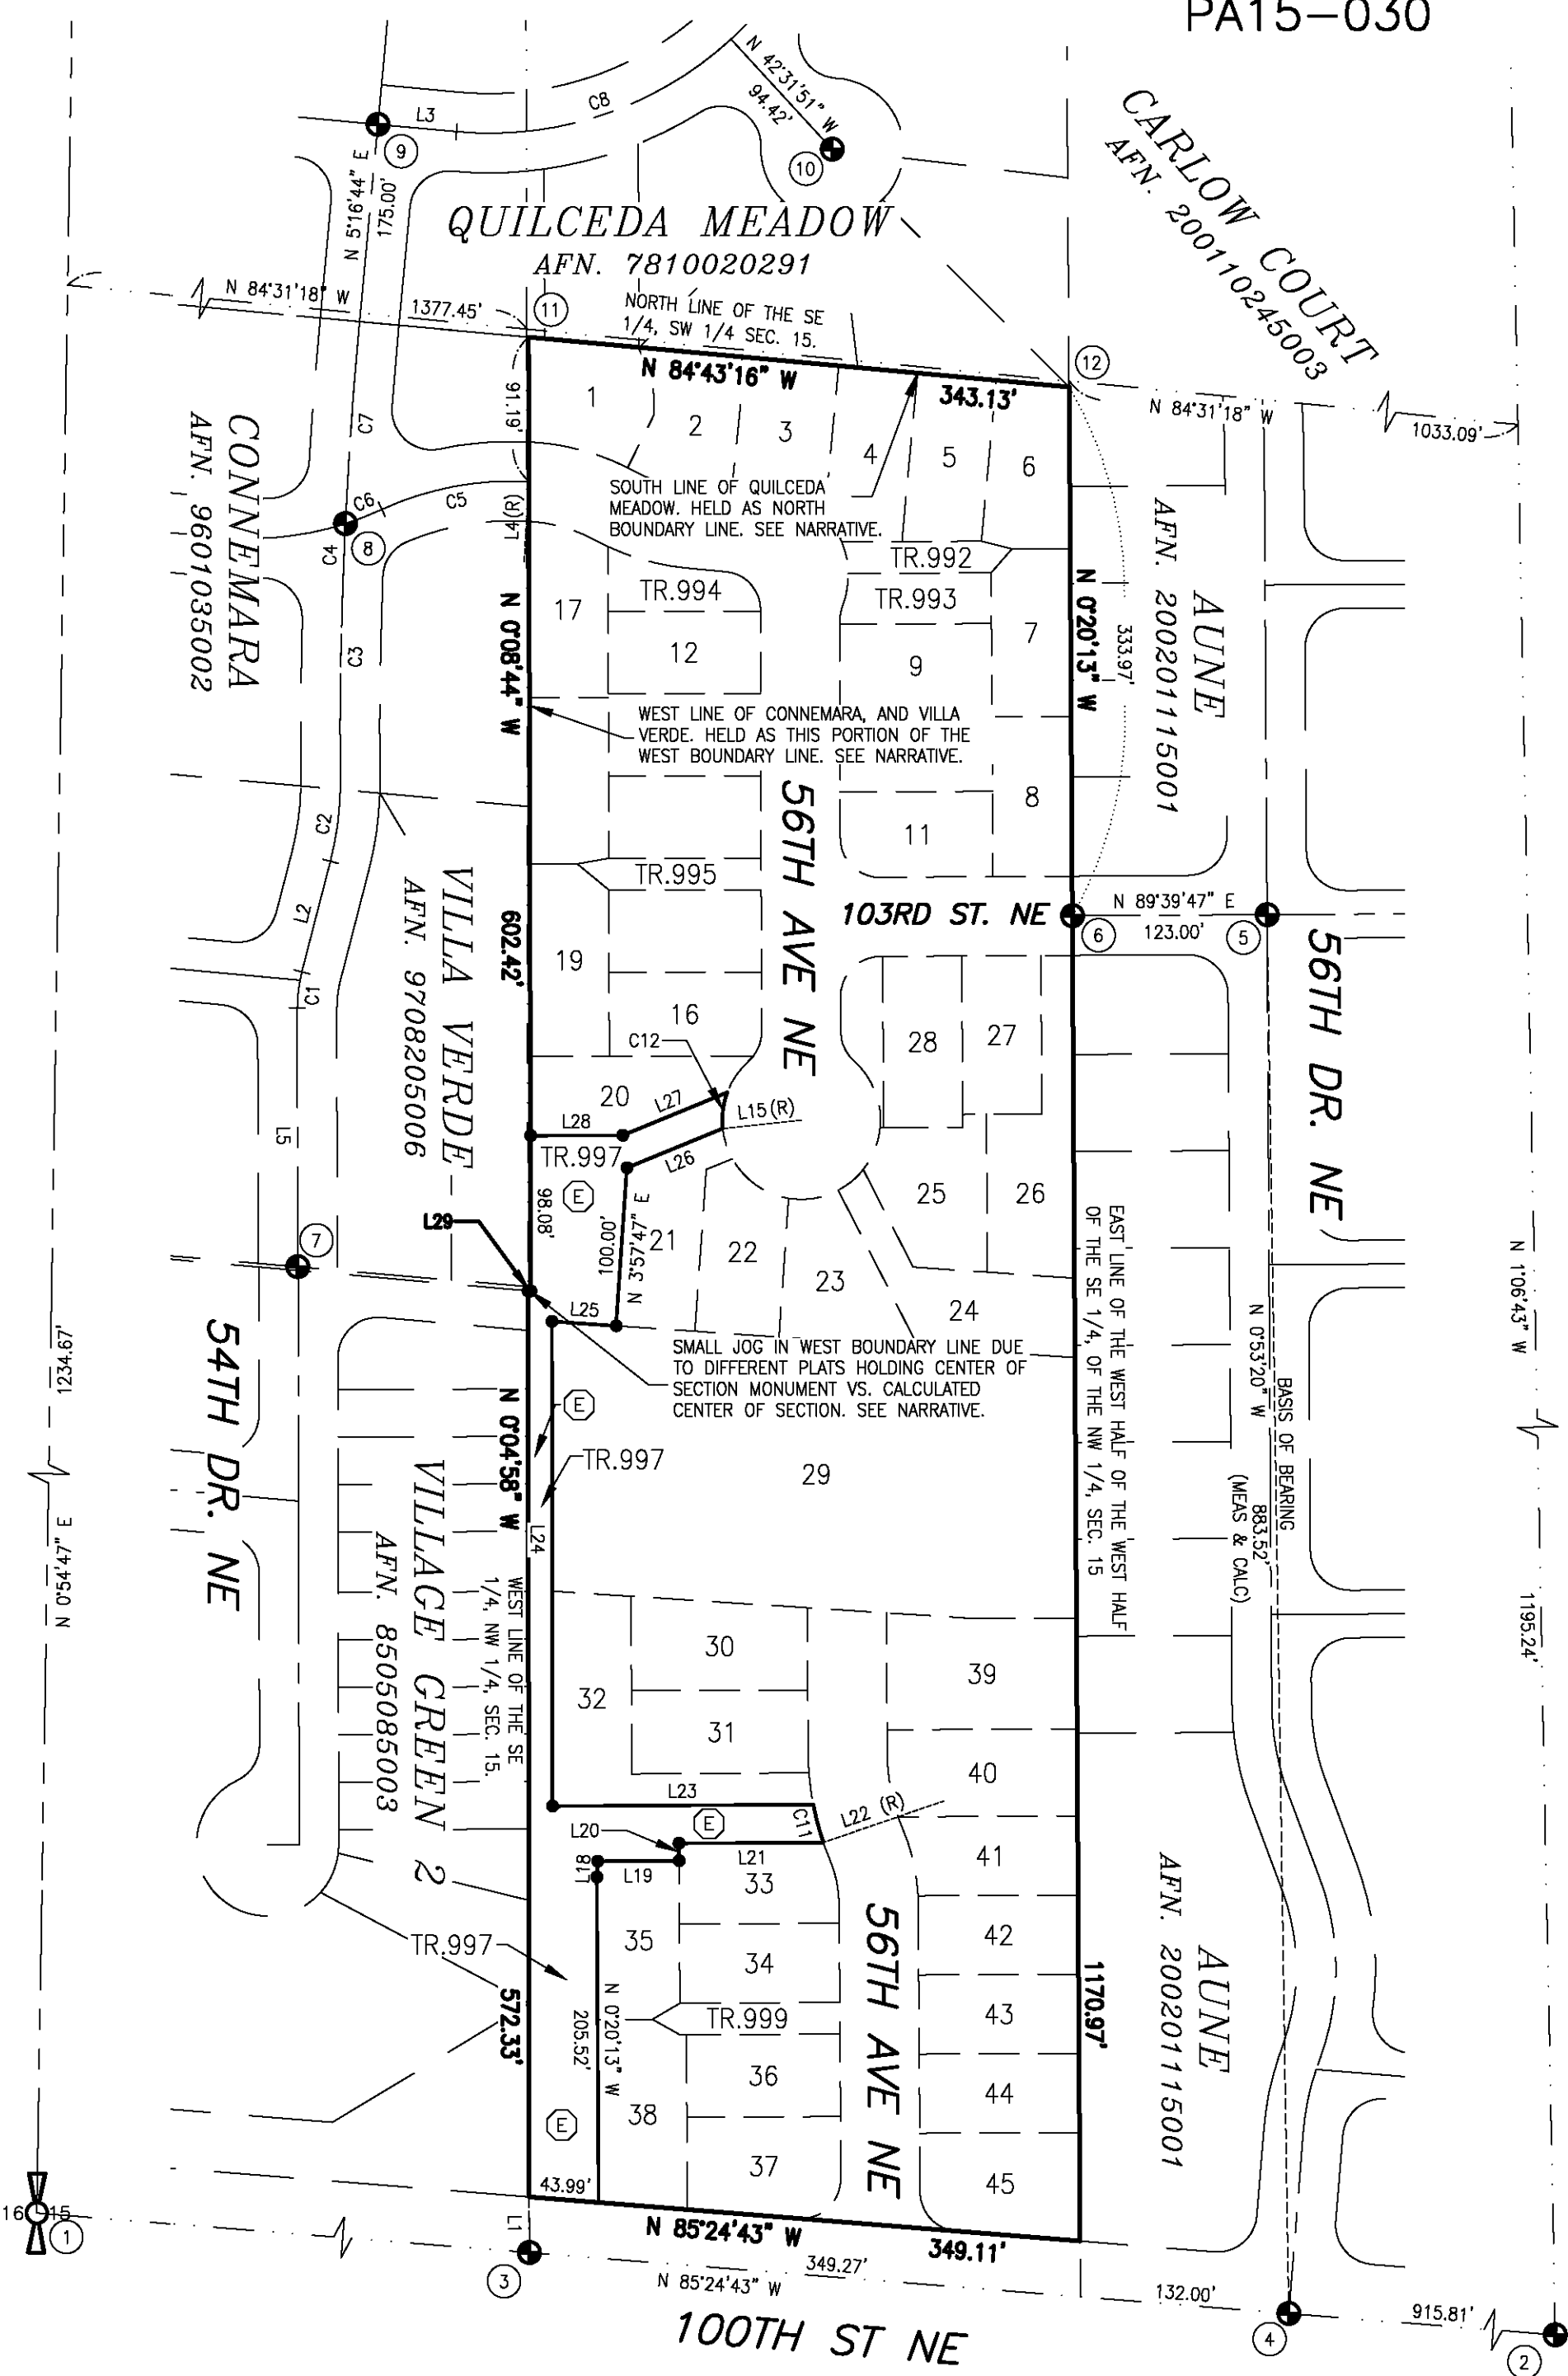 PA15-030
N 42°31'51" W
94.42'
CARLOW COURT
AFN. 200110245003
L3
C8
9
10
N 5°16'44" E
175.00'
QUILCEDA MEADOW
AFN. 7810020291
N 84°31'18" W
1377.45'
11
NORTH LINE OF THE SE
1/4, SW 1/4 SEC. 15.
N 84°43'16" W
343.13'
12
N 84°31'18" W
1033.09'
91.19'
1
2
3
4
5
6
CONNEMARA
AFN. 9601035002
C7
C6
C5
L4(R)
C4
8
C3
SOUTH LINE OF QUILCEDA
MEADOW. HELD AS NORTH
BOUNDARY LINE. SEE NARRATIVE.
TR.992
TR.994
TR.993
17
12
9
7
N 0°08'44" W
N 0°20'13" W
333.97'
AUNE
AFN. 200201115001
WEST LINE OF CONNEMARA, AND VILLA
VERDE. HELD AS THIS PORTION OF THE
WEST BOUNDARY LINE. SEE NARRATIVE.
56TH AVE NE
8
11
C2
L2
C1
TR.995
VILLA VERDE
AFN. 9708205006
602.42'
19
16
103RD ST. NE
N 89°39'47" E
123.00'
6
5
56TH DR. NE
28
27
C12
20
L27
L15(R)
L28
TR.997
L26
L5
E
98.08'
L29
7
100.00'
N 3°57'47" E
21
22
23
24
25
26
L25
EAST LINE OF THE WEST HALF OF THE WEST HALF
OF THE SE 1/4, OF THE NW 1/4, SEC. 15
N 0°53'20" W
BASIS OF BEARING
883.52'
(MEAS & CALC)
N 1°06'43" W
1195.24'
SMALL JOG IN WEST BOUNDARY LINE DUE
TO DIFFERENT PLATS HOLDING CENTER OF
SECTION MONUMENT VS. CALCULATED
CENTER OF SECTION. SEE NARRATIVE.
1234.67'
N 0°54'47" E
54TH DR. NE
N 0°04'58" W
E
TR.997
29
L24
VILLAGE GREEN 2
AFN. 8505085003
WEST LINE OF THE SE
1/4, NW 1/4, SEC. 15.
30
32
31
39
40
L23
C11
L22 (R)
E
L20
L21
L18
L19
33
41
35
34
42
56TH AVE NE
TR.997
572.33'
N 0°20'13" W
205.52'
TR.999
43
36
44
38
37
45
1170.97'
AUNE
AFN. 200201115001
E
43.99'
16
15
1
L1
3
N 85°24'43" W
349.11'
349.27'
N 85°24'43" W
132.00'
4
915.81'
2
100TH ST NE